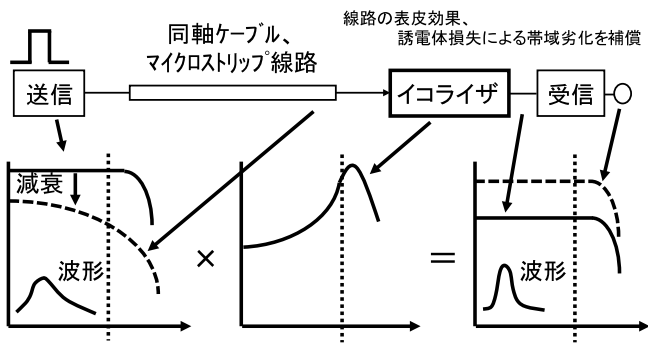 同軸ケーブル、
マイクロストリップ線路
線路の表皮効果、
誘電体損失による帯域劣化を補償
送信
イコライザ
受信
減衰
波形
×
=
波形